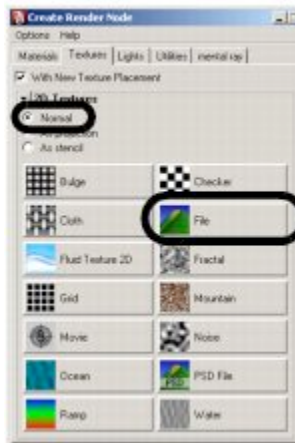 Create Render Node
Options Help
Materials Textures Lights Utilities mental ray
With New Texture Placement
2D Textures
Normal
As projection
As stencil
Bulge Checker
Cloth File
Fluid Texture 2D Fractal
Grid Mountain
Movie Noise
Ocean PSD File
Ramp Water